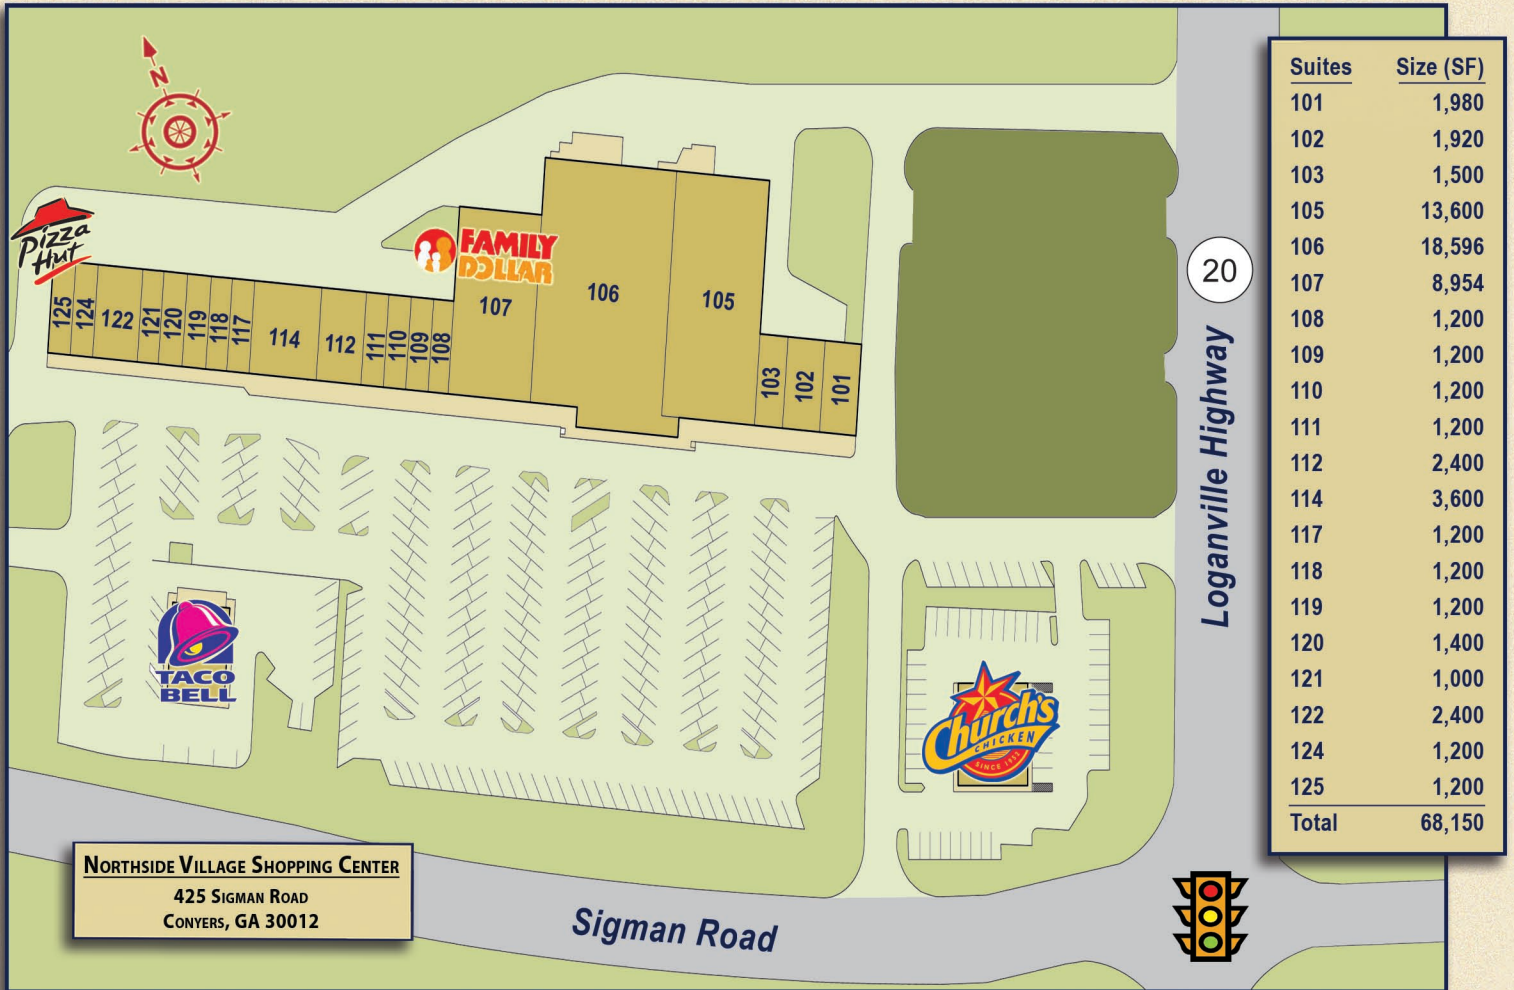 N
Pizza
Hut
FAMILY
DOLLAR
125
124
122
121
120
119
118
117
114
112
111
110
109
108
107
106
105
103
102
101
20
Loganville Highway
TACO
BELL
Church's
CHICKEN
SINCE 1952
Sigman Road
NORTHSIDE VILLAGE SHOPPING CENTER
425 SIGMAN ROAD
CONYERS, GA 30012
Suites Size (SF)
101 1,980
102 1,920
103 1,500
105 13,600
106 18,596
107 8,954
108 1,200
109 1,200
110 1,200
111 1,200
112 2,400
114 3,600
117 1,200
118 1,200
119 1,200
120 1,400
121 1,000
122 2,400
124 1,200
125 1,200
Total 68,150